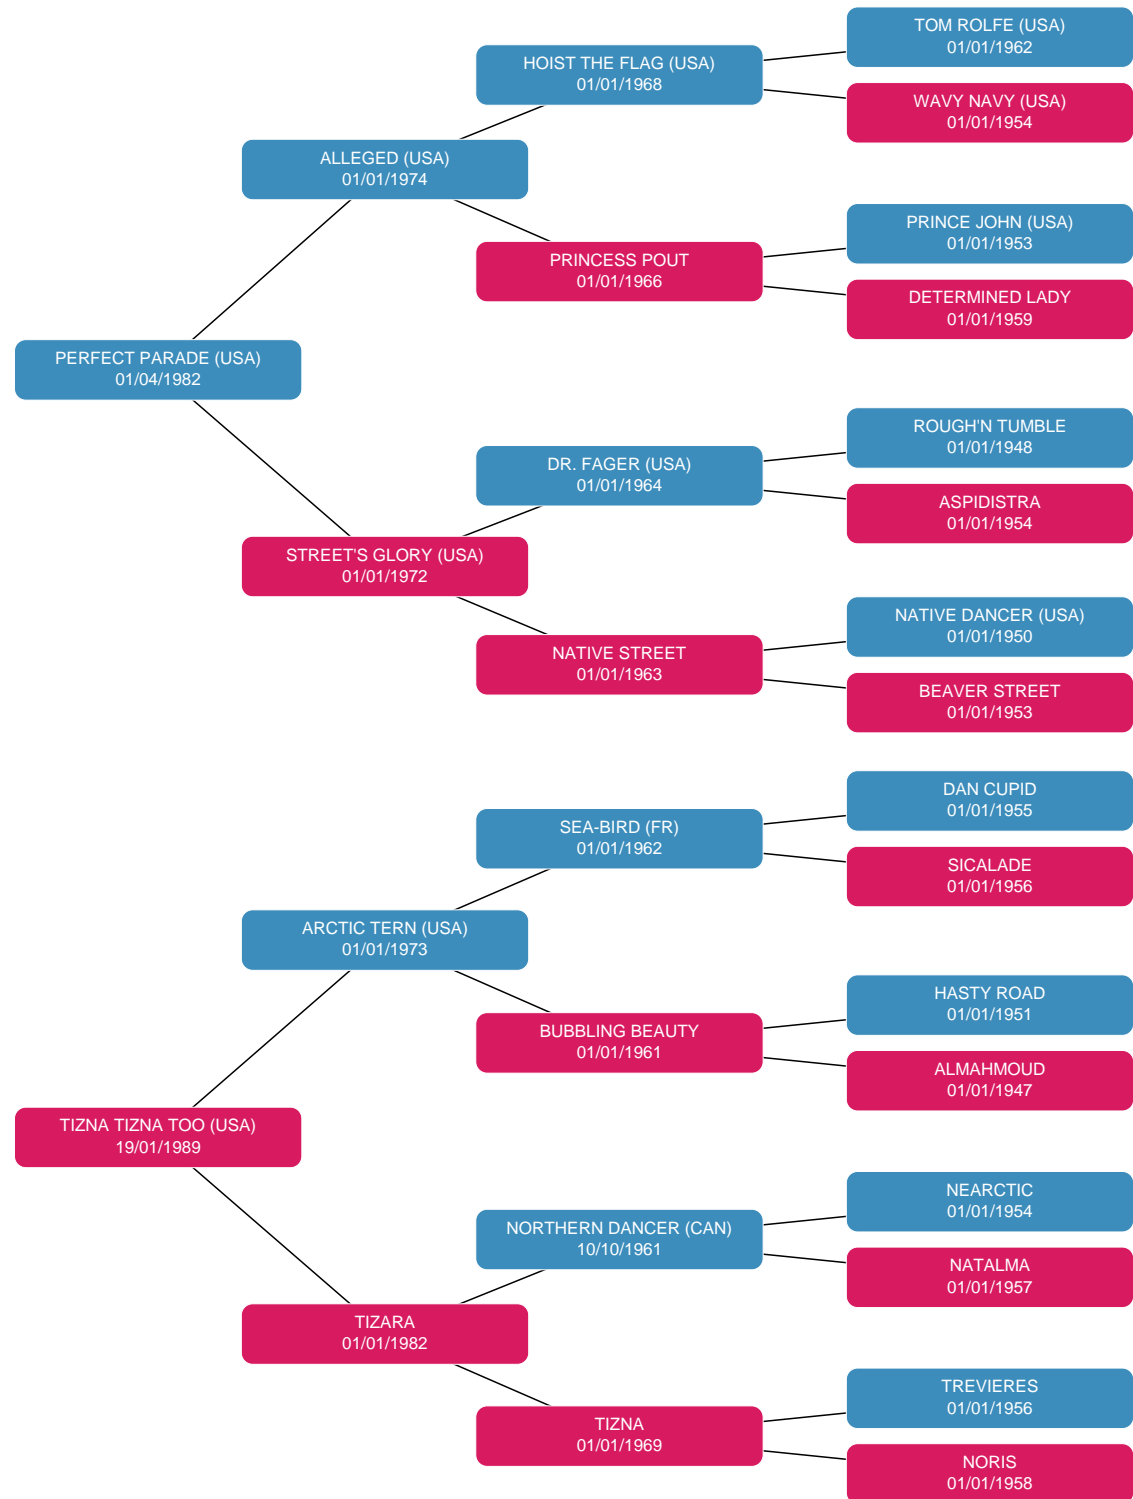 TOM ROLFE (USA)
01/01/1962
HOIST THE FLAG (USA)
01/01/1968
WAVY NAVY (USA)
01/01/1954
ALLEGED (USA)
01/01/1974
PRINCE JOHN (USA)
01/01/1953
PRINCESS POUT
01/01/1966
DETERMINED LADY
01/01/1959
PERFECT PARADE (USA)
01/04/1982
ROUGH'N TUMBLE
01/01/1948
DR. FAGER (USA)
01/01/1964
ASPIDISTRA
01/01/1954
STREET'S GLORY (USA)
01/01/1972
NATIVE DANCER (USA)
01/01/1950
NATIVE STREET
01/01/1963
BEAVER STREET
01/01/1953
DAN CUPID
01/01/1955
SEA-BIRD (FR)
01/01/1962
SICALADE
01/01/1956
ARCTIC TERN (USA)
01/01/1973
HASTY ROAD
01/01/1951
BUBBLING BEAUTY
01/01/1961
ALMAHMOUD
01/01/1947
TIZNA TIZNA TOO (USA)
19/01/1989
NEARCTIC
01/01/1954
NORTHERN DANCER (CAN)
10/10/1961
NATALMA
01/01/1957
TIZARA
01/01/1982
TREVIERES
01/01/1956
TIZNA
01/01/1969
NORIS
01/01/1958